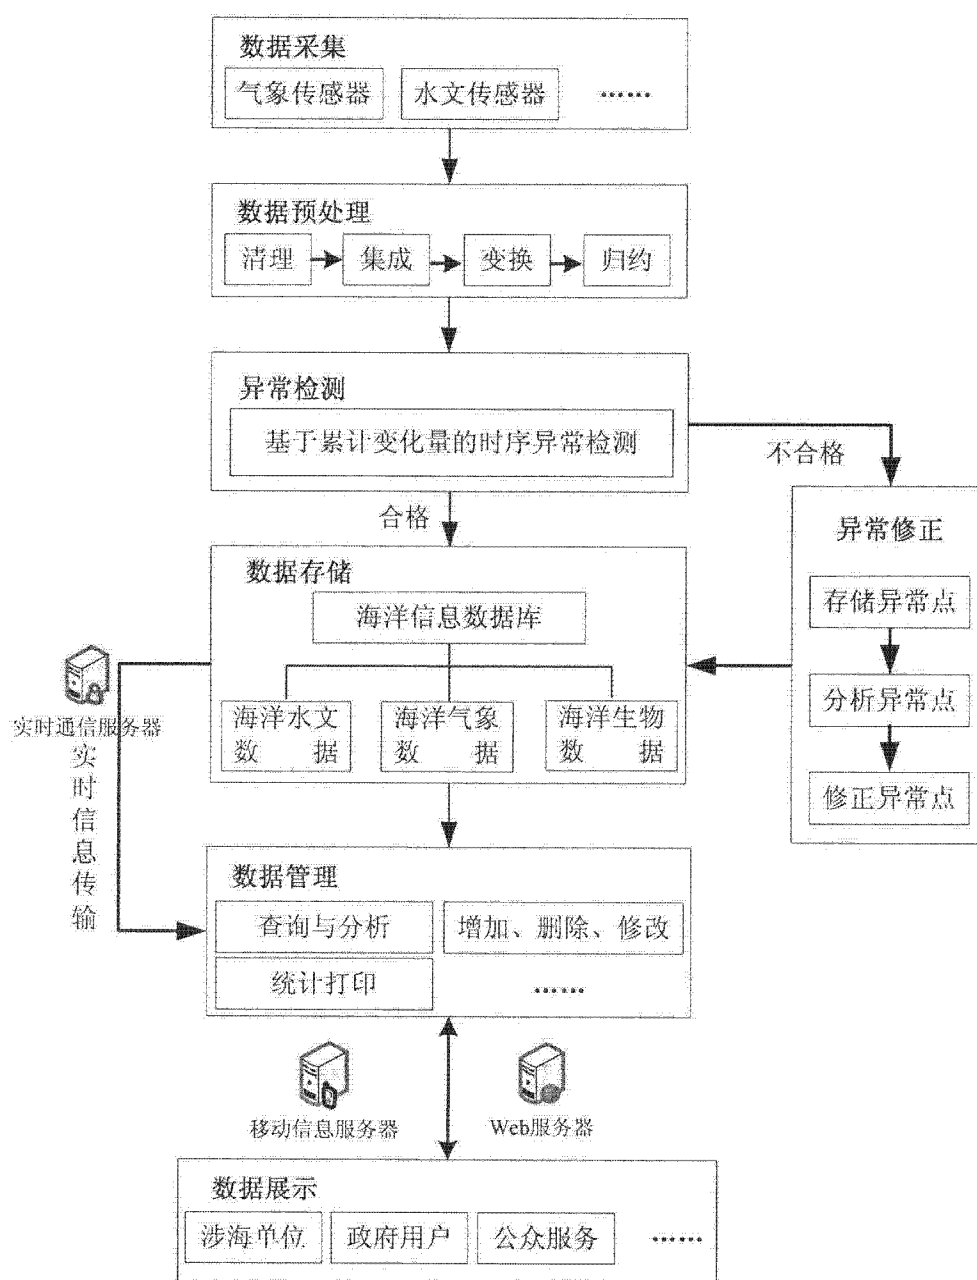 数据采集
气象传感器 水文传感器 ……
数据预处理
清理 集成 变换 归约
异常检测
基于累计变化量的时序异常检测
不合格
合格
异常修正
存储异常点
分析异常点
修正异常点
数据存储
海洋信息数据库
海洋水文 海洋气象 海洋生物
数据 数据 数据
实时通信服务器
实时信息传输
数据管理
查询与分析 增加、删除、修改
统计打印 ……
移动信息服务器 Web服务器
数据展示
涉海单位 政府用户 公众服务 ……